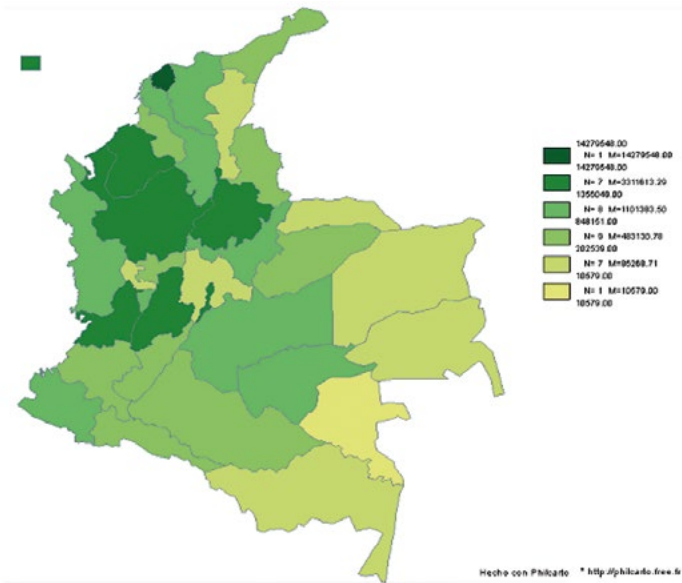 14279548.00
N= 1 M=14279548.00
14279548.00
N= 7 M=3311613.29
1355048.00
N= 8 M=1101383.50
848151.00
N= 9 M=483130.78
202539.00
N= 7 M=95268.71
10579.00
N= 1 M=10579.00
10579.00
Hecho con Philcarto * http://philcarto.free.fr